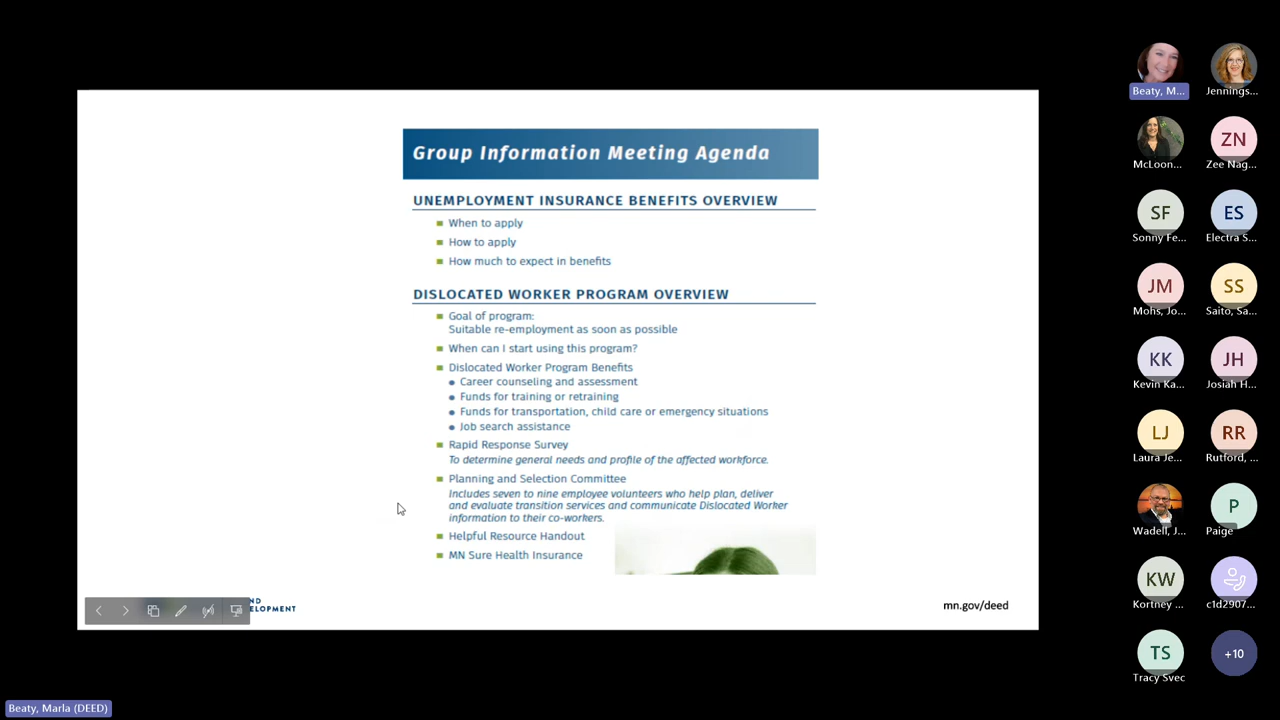 Group Information Meeting Agenda
UNEMPLOYMENT INSURANCE BENEFITS OVERVIEW
When to apply
How to apply
How much to expect in benefits
DISLOCATED WORKER PROGRAM OVERVIEW
Goal of program:
Suitable re-employment as soon as possible
When can I start using this program?
Dislocated Worker Program Benefits
Career counseling and assessment
Funds for training or retraining
Funds for transportation, child care or emergency situations
Job search assistance
Rapid Response Survey
To determine general needs and profile of the affected workforce.
Planning and Selection Committee
Includes seven to nine employee volunteers who help plan, deliver
and evaluate transition services and communicate Dislocated Worker
information to their co-workers.
Helpful Resource Handout
MN Sure Health Insurance
ND
ELOPMENT
mn.gov/deed
Beaty, M...
Jennings...
McLoon...
ZN
Zee Nag...
SF
Sonny Fe...
ES
Electra S...
JM
Mohs, Jo...
SS
Saito, Sa...
KK
Kevin Ka...
JH
Josiah H...
LJ
Laura Je...
RR
Rutford, ...
Wadell, J...
P
Paige
KW
Kortney ...
c1d2907...
TS
Tracy Svec
+10
Beaty, Marla (DEED)